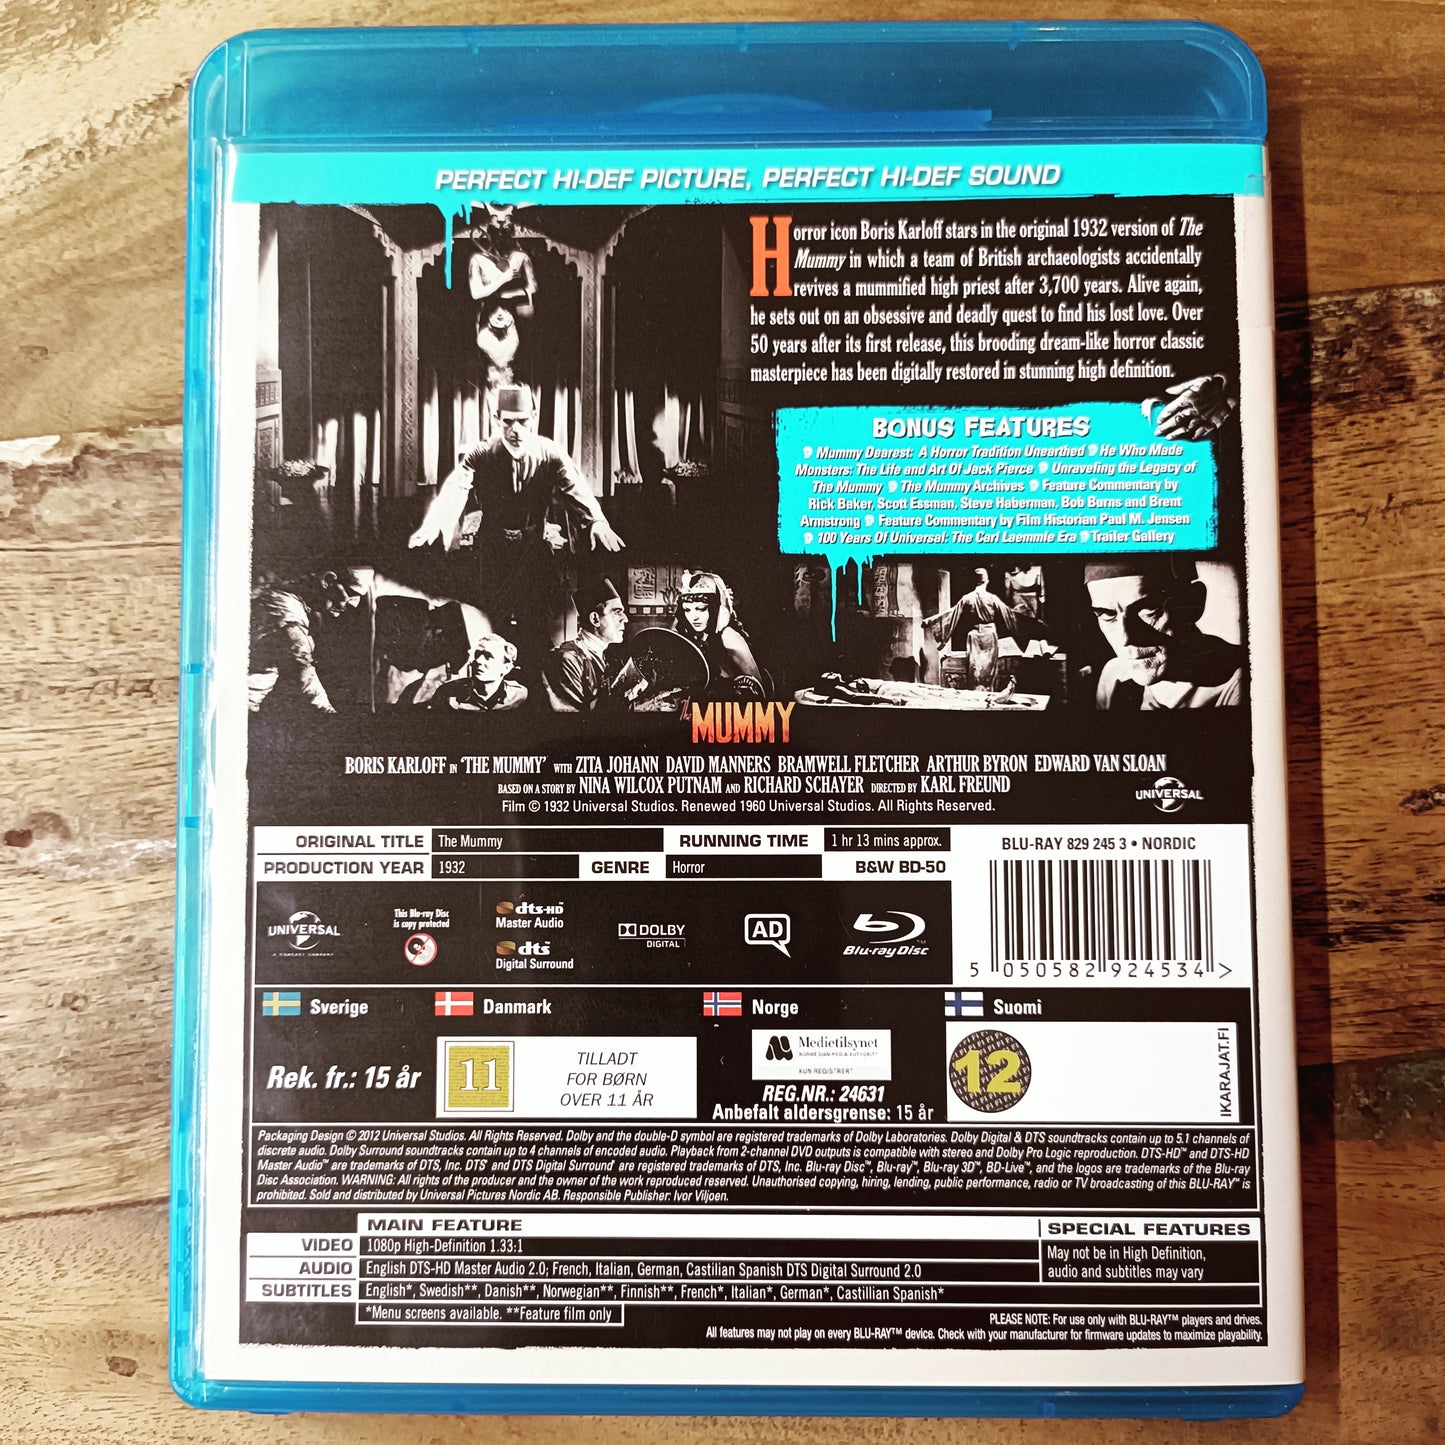 PERFECT HI-DEF PICTURE, PERFECT HI-DEF SOUND
Horror icon Boris Karloff stars in the original 1932 version of The
Mummy in which a team of British archaeologists accidentally
revives a mummified high priest after 3,700 years. Alive again,
he sets out on an obsessive and deadly quest to find his lost love. Over
50 years after its first release, this brooding dream-like horror classic
masterpiece has been digitally restored in stunning high definition.
BONUS FEATURES
Mummy Dearest: A Horror Tradition Unearthed He Who Made
Monsters: The Life and Art Of Jack Pierce Unraveling the Legacy of
The Mummy The Mummy Archives Feature Commentary by
Rick Baker, Scott Essman, Steve Haberman, Bob Burns and Brent
Armstrong Feature Commentary by Film Historian Paul M. Jensen
100 Years Of Universal: The Carl Laemmle Era Trailer Gallery
The MUMMY
BORIS KARLOFF IN 'THE MUMMY' WITH ZITA JOHANN DAVID MANNERS BRAMWELL FLETCHER ARTHUR BYRON EDWARD VAN SLOAN
BASED ON A STORY BY NINA WILCOX PUTNAM AND RICHARD SCHAYER DIRECTED BY KARL FREUND
Film © 1932 Universal Studios. Renewed 1960 Universal Studios. All Rights Reserved.
UNIVERSAL
ORIGINAL TITLE The Mummy RUNNING TIME 1 hr 13 mins approx.
PRODUCTION YEAR 1932 GENRE Horror B&W BD-50
BLU-RAY 829 245 3 • NORDIC
UNIVERSAL
A COMCAST COMPANY
This Blu-ray Disc
is copy protected
dts-HD
Master Audio
dts
Digital Surround
DOLBY
DIGITAL
AD
Blu-ray Disc™
5 050582 924534 >
Sverige Danmark Norge Suomi
Rek. fr.: 15 år
11
TILLADT
FOR BØRN
OVER 11 ÅR
Medietilsynet
NORWEGIAN MEDIA AUTHORITY
KUN REGISTRERT
REG.NR.: 24631
Anbefalt aldersgrense: 15 år
12
IKARAJAT.FI
Packaging Design © 2012 Universal Studios. All Rights Reserved. Dolby and the double-D symbol are registered trademarks of Dolby Laboratories. Dolby Digital & DTS soundtracks contain up to 5.1 channels of
discrete audio. Dolby Surround soundtracks contain up to 4 channels of encoded audio. Playback from 2-channel DVD outputs is compatible with stereo and Dolby Pro Logic reproduction. DTS-HD™ and DTS-HD
Master Audio™ are trademarks of DTS, Inc. DTS® and DTS Digital Surround® are registered trademarks of DTS, Inc. Blu-ray Disc™, Blu-ray™, Blu-ray 3D™, BD-Live™, and the logos are trademarks of the Blu-ray
Disc Association. WARNING: All rights of the producer and the owner of the work reproduced reserved. Unauthorised copying, hiring, lending, public performance, radio or TV broadcasting of this BLU-RAY™ is
prohibited. Sold and distributed by Universal Pictures Nordic AB. Responsible Publisher: Ivor Viljoen.
MAIN FEATURE SPECIAL FEATURES
VIDEO 1080p High-Definition 1.33:1
May not be in High Definition,
audio and subtitles may vary
AUDIO English DTS-HD Master Audio 2.0; French, Italian, German, Castilian Spanish DTS Digital Surround 2.0
SUBTITLES English*, Swedish**, Danish**, Norwegian**, Finnish**, French*, Italian*, German*, Castillian Spanish*
*Menu screens available. **Feature film only
PLEASE NOTE: For use only with BLU-RAY™ players and drives.
All features may not play on every BLU-RAY™ device. Check with your manufacturer for firmware updates to maximize playability.